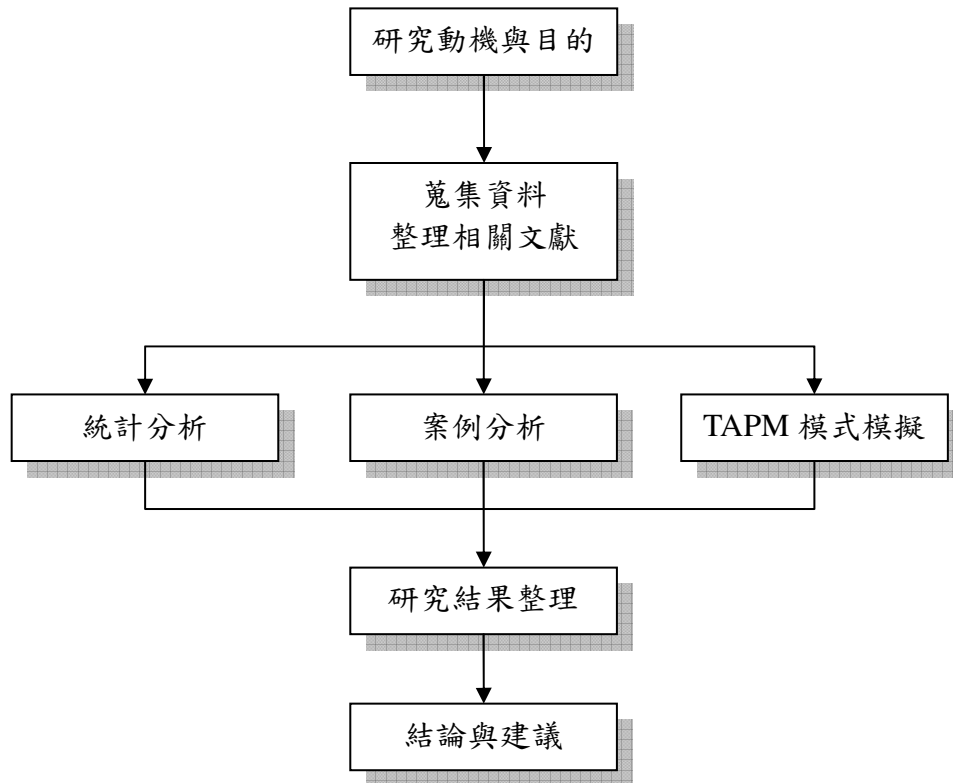 研究動機與目的
蒐集資料
整理相關文獻
統計分析
案例分析
TAPM 模式模擬
研究結果整理
結論與建議